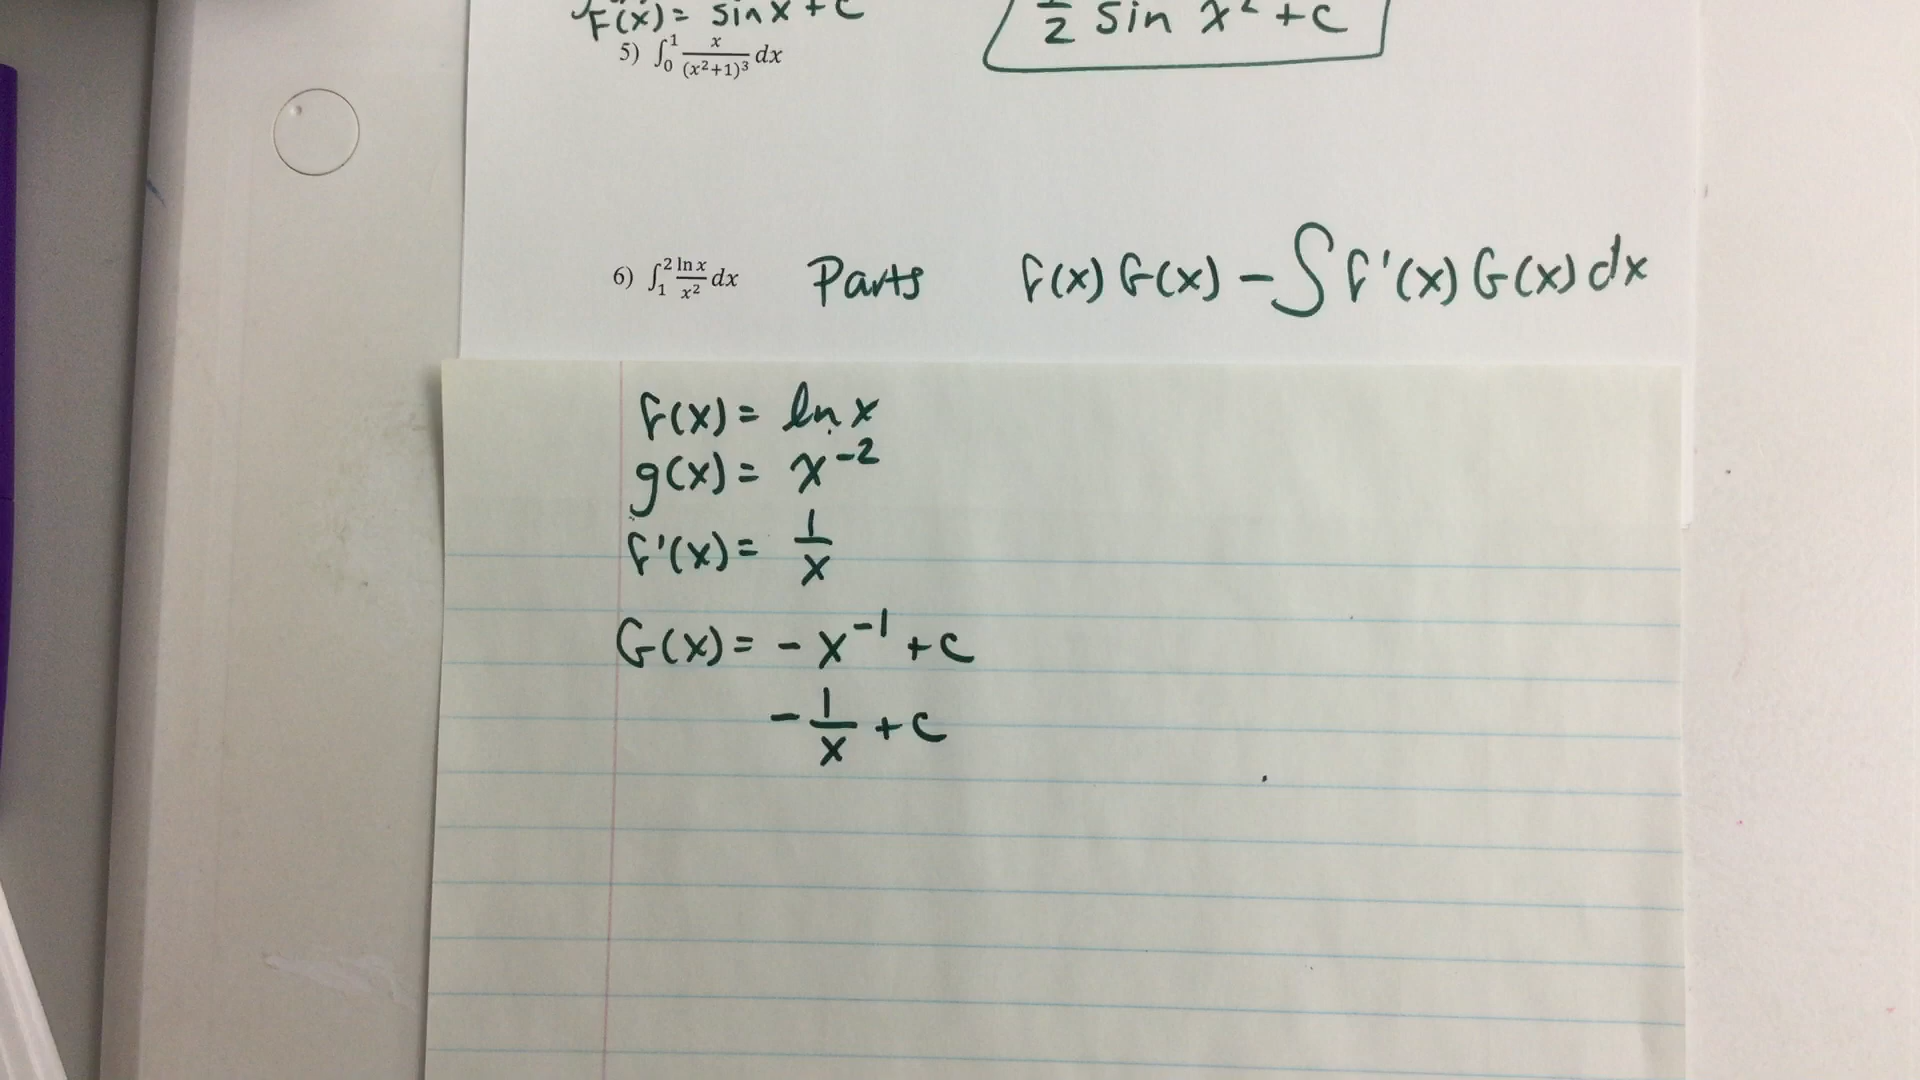 F(x) = sin x + c
1/2 sin x² + c
5) ∫₀¹ x/(x²+1)³ dx
6) ∫₁² ln x/x² dx Parts f(x) G(x) - ∫ f'(x) G(x) dx
f(x) = ln x
g(x) = x⁻²
f'(x) = 1/x
G(x) = - x⁻¹ + c
- 1/x + c